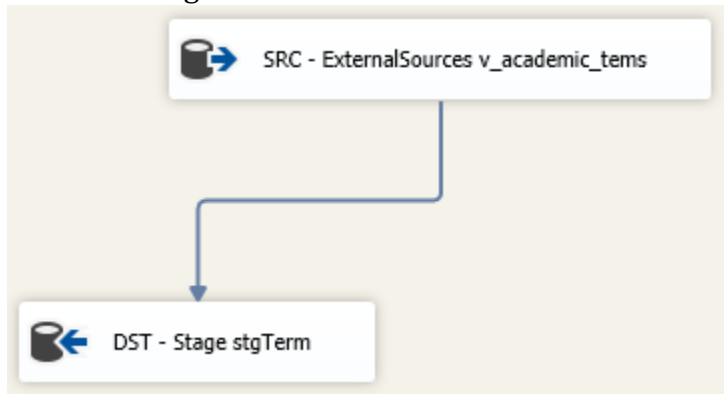 SRC - ExternalSources v_academic_tems
DST - Stage stgTerm